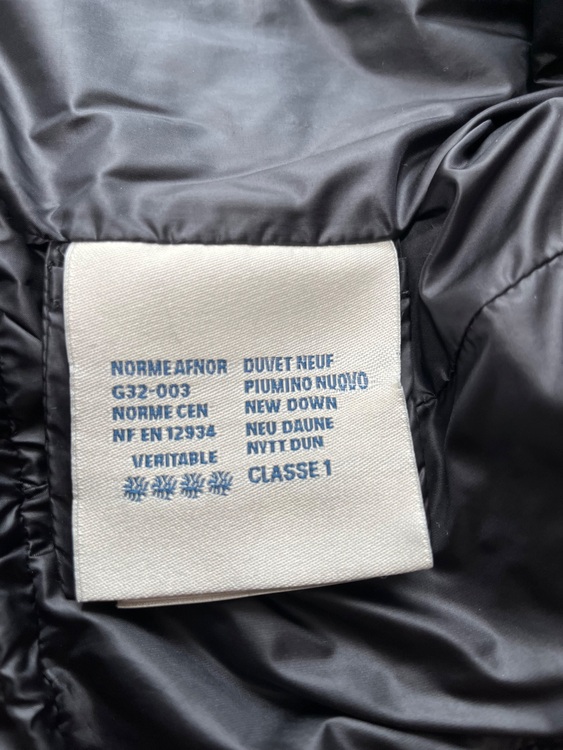 NORME AFNOR
G32-003
NORME CEN
NF EN 12934
VERITABLE
DUVET NEUF
PIUMINO NUOVO
NEW DOWN
NEU DAUNE
NYTT DUN
CLASSE 1